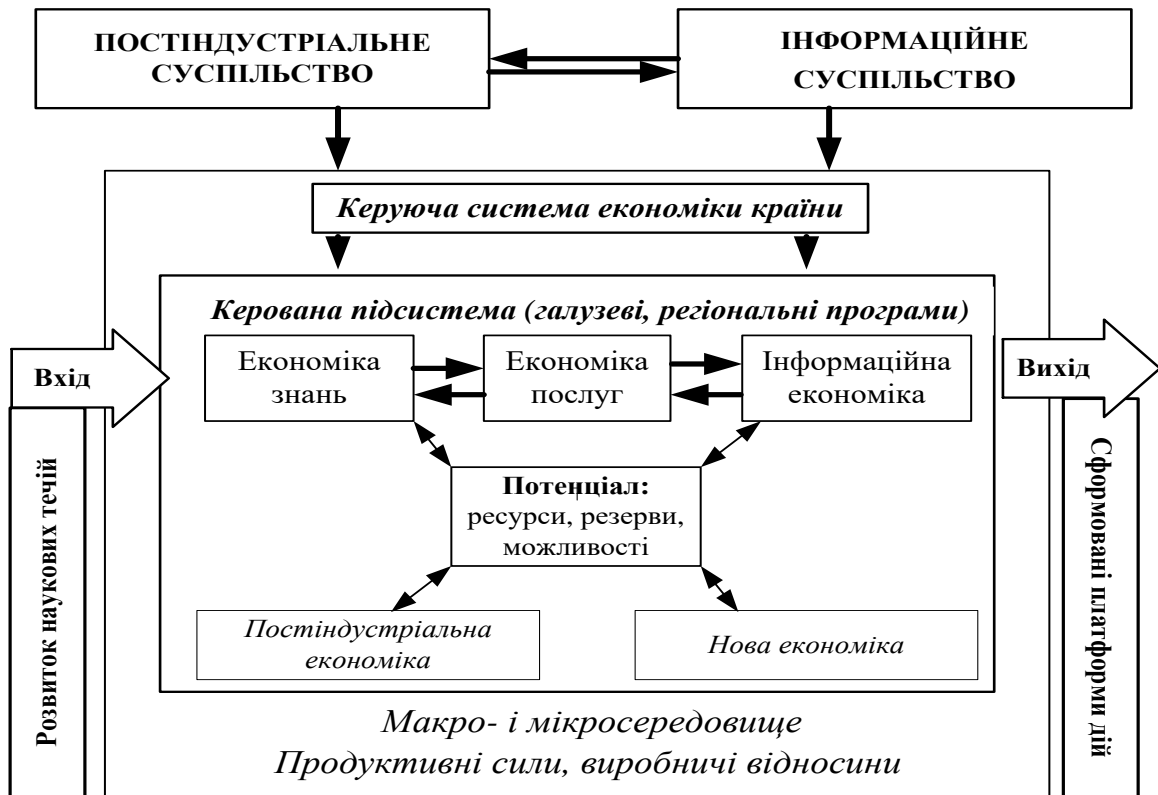 ПОСТІНДУСТРІАЛЬНЕ
СУСПІЛЬСТВО
ІНФОРМАЦІЙНЕ
СУСПІЛЬСТВО
Керуюча система економіки країни
Керована підсистема (галузеві, регіональні програми)
Вхід
Економіка
знань
Економіка
послуг
Інформаційна
економіка
Вихід
Потенціал:
ресурси, резерви,
можливості
Постіндустріальна
економіка
Нова економіка
Розвиток наукових течій
Сформовані платформи дій
Макро- і мікросередовище
Продуктивні сили, виробничі відносини